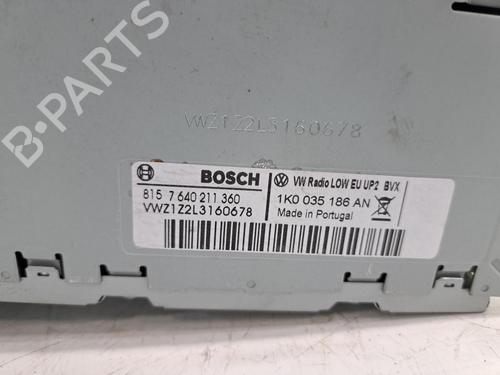 VWZ1Z2L3160678
BOSCH
815 7 640 211 360
VWZ1Z2L3160678
VW Radio LOW EU UP2 BVX
1K0 035 186 AN
Made in Portugal
B-PARTS